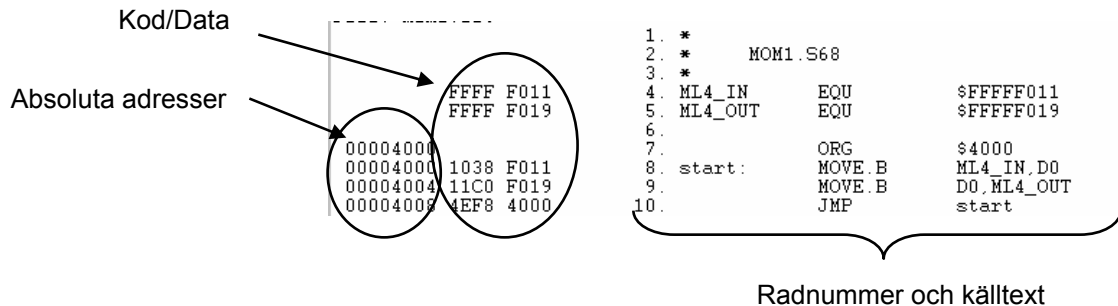 Kod/Data
Absoluta adresser
1. *
2. * MOM1.S68
3. *
FFFF F011 4. ML4_IN EQU $FFFFF011
FFFF F019 5. ML4_OUT EQU $FFFFF019
6.
00004000 7. ORG $4000
00004000 1038 F011 8. start: MOVE.B ML4_IN,D0
00004004 11C0 F019 9. MOVE.B D0,ML4_OUT
00004008 4EF8 4000 10. JMP start
Radnummer och källtext